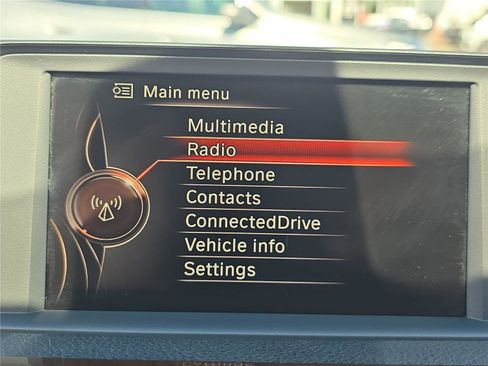 Main menu
Multimedia
Radio
Telephone
Contacts
ConnectedDrive
Vehicle info
Settings